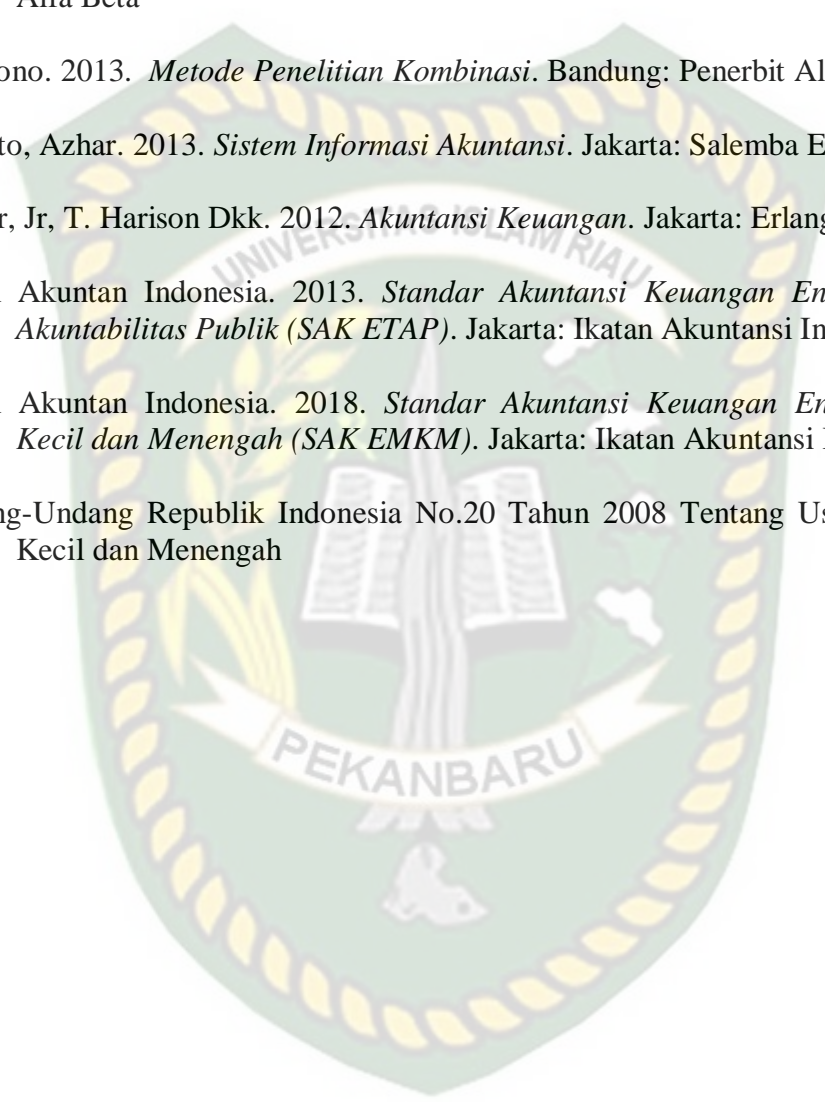 Alfa Beta
ono. 2013. Metode Penelitian Kombinasi. Bandung: Penerbit Al
to, Azhar. 2013. Sistem Informasi Akuntansi. Jakarta: Salemba E
r, Jr, T. Harison Dkk. 2012. Akuntansi Keuangan. Jakarta: Erlang
Akuntan Indonesia. 2013. Standar Akuntansi Keuangan En
Akuntabilitas Publik (SAK ETAP). Jakarta: Ikatan Akuntansi In
Akuntan Indonesia. 2018. Standar Akuntansi Keuangan En
Kecil dan Menengah (SAK EMKM). Jakarta: Ikatan Akuntansi
ng-Undang Republik Indonesia No.20 Tahun 2008 Tentang Us
Kecil dan Menengah
UNIVERSITAS ISLAM RIAU
PEKANBARU